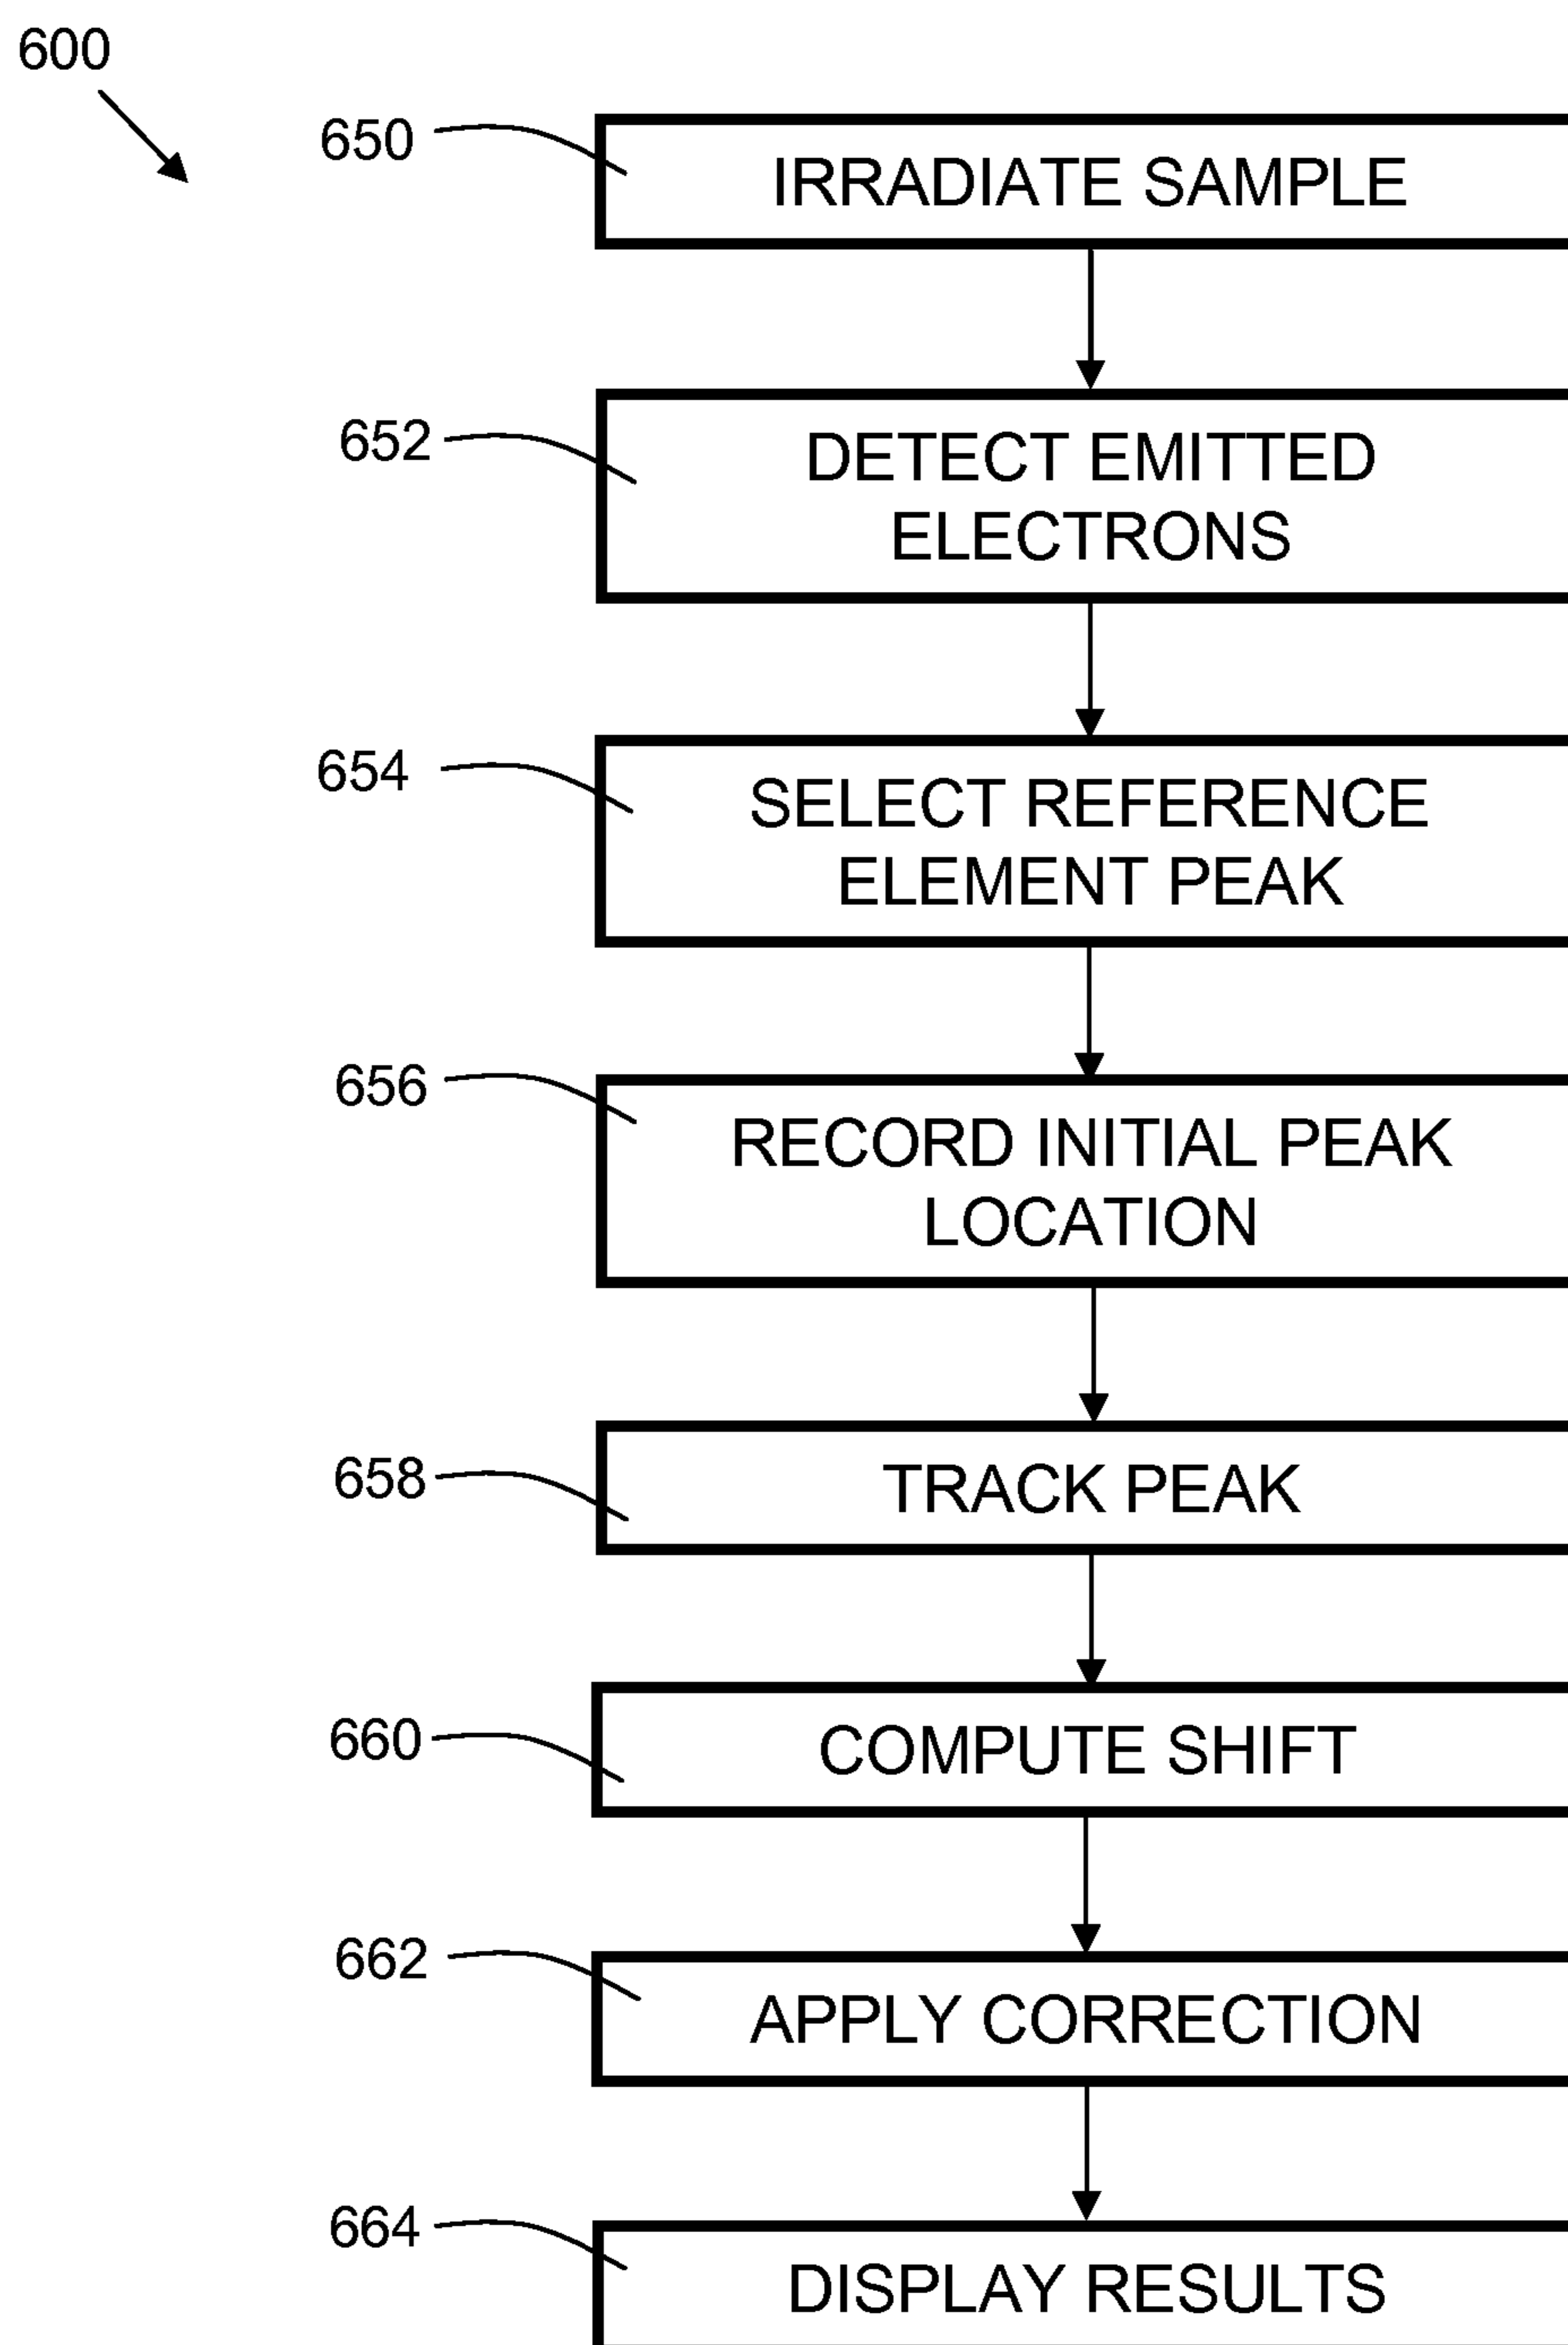 600
650
IRRADIATE SAMPLE
652
DETECT EMITTED
ELECTRONS
654
SELECT REFERENCE
ELEMENT PEAK
656
RECORD INITIAL PEAK
LOCATION
658
TRACK PEAK
660
COMPUTE SHIFT
662
APPLY CORRECTION
664
DISPLAY RESULTS